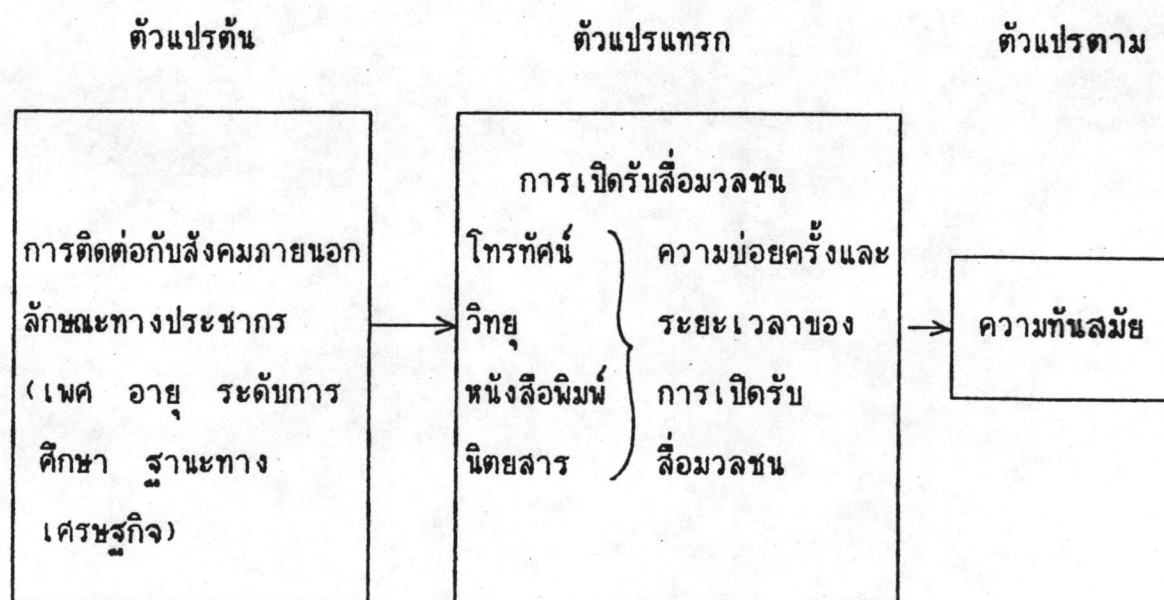 ตัวแปรต้น
ตัวแปรแทรก
ตัวแปรตาม
การติดต่อกับสังคมภายนอก
ลักษณะทางประชากร
(เพศ อายุ ระดับการ
ศึกษา ฐานะทาง
เศรษฐกิจ)
การเปิดรับสื่อมวลชน
โทรทัศน์
วิทยุ
หนังสือพิมพ์
นิตยสาร
ความบ่อยครั้งและ
ระยะเวลาของ
การเปิดรับ
สื่อมวลชน
ความทันสมัย